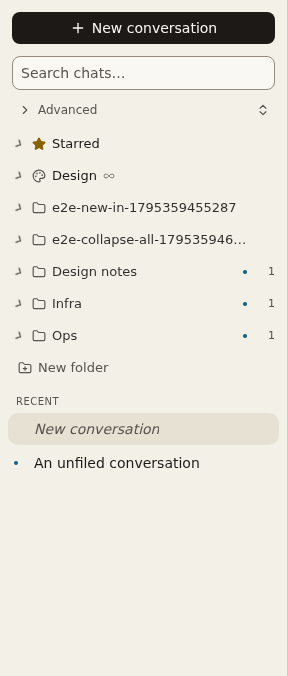 New conversation
Search chats...
Advanced
Starred
Design
e2e-new-in-1795359455287
e2e-collapse-all-179535946...
Design notes 1
Infra 1
Ops 1
New folder
RECENT
New conversation
An unfiled conversation